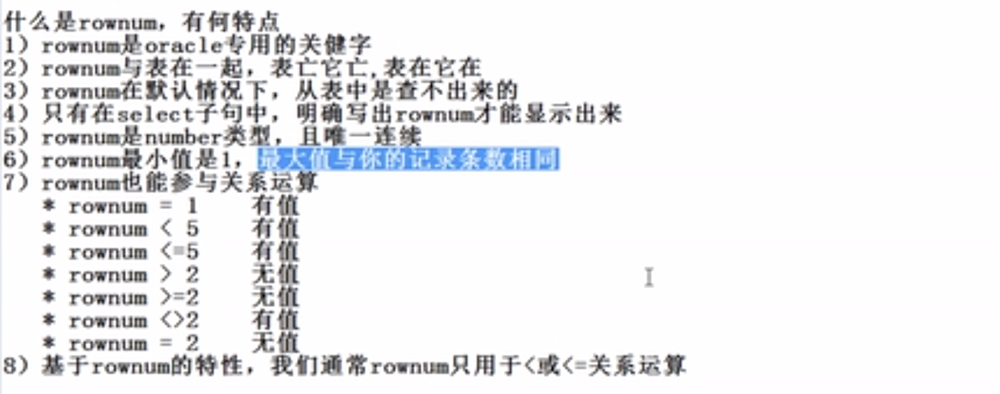 什么是rownum，有何特点
1）rownum是oracle专用的关健字
2）rownum与表在一起，表亡它亡,表在它在
3）rownum在默认情况下，从表中是查不出来的
4）只有在select子句中，明确写出rownum才能显示出来
5）rownum是number类型，且唯一连续
6）rownum最小值是1，最大值与你的记录条数相同
7）rownum也能参与关系运算
* rownum = 1 有值
* rownum < 5 有值
* rownum <=5 有值
* rownum > 2 无值
* rownum >=2 无值
* rownum <>2 有值
* rownum = 2 无值
8）基于rownum的特性，我们通常rownum只用于<或<=关系运算